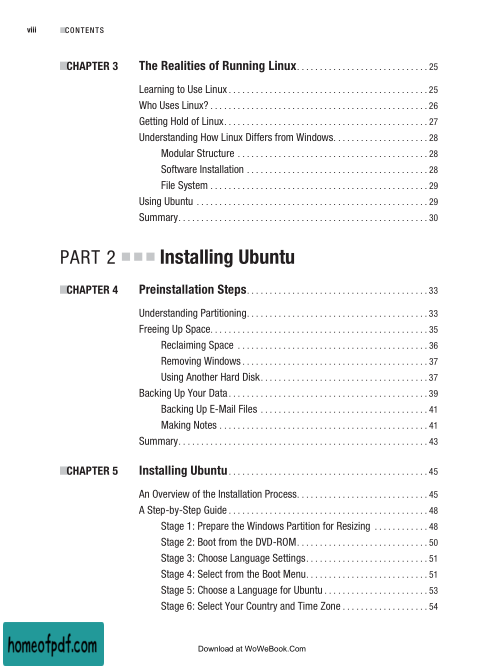 viii ■CONTENTS
■CHAPTER 3 The Realities of Running Linux . . . . . . . . . . . . . . . . . . . . . . . . . . . . 25
Learning to Use Linux . . . . . . . . . . . . . . . . . . . . . . . . . . . . . . . . . . . . . . . . . . . 25
Who Uses Linux? . . . . . . . . . . . . . . . . . . . . . . . . . . . . . . . . . . . . . . . . . . . . . . . 26
Getting Hold of Linux . . . . . . . . . . . . . . . . . . . . . . . . . . . . . . . . . . . . . . . . . . . . 27
Understanding How Linux Differs from Windows . . . . . . . . . . . . . . . . . . . . 28
Modular Structure . . . . . . . . . . . . . . . . . . . . . . . . . . . . . . . . . . . . . . . . . 28
Software Installation . . . . . . . . . . . . . . . . . . . . . . . . . . . . . . . . . . . . . . . 28
File System . . . . . . . . . . . . . . . . . . . . . . . . . . . . . . . . . . . . . . . . . . . . . . . 29
Using Ubuntu . . . . . . . . . . . . . . . . . . . . . . . . . . . . . . . . . . . . . . . . . . . . . . . . . . 29
Summary . . . . . . . . . . . . . . . . . . . . . . . . . . . . . . . . . . . . . . . . . . . . . . . . . . . . . . 30
PART 2 ■ ■ ■ Installing Ubuntu
■CHAPTER 4 Preinstallation Steps . . . . . . . . . . . . . . . . . . . . . . . . . . . . . . . . . . . . . . . 33
Understanding Partitioning . . . . . . . . . . . . . . . . . . . . . . . . . . . . . . . . . . . . . . . 33
Freeing Up Space . . . . . . . . . . . . . . . . . . . . . . . . . . . . . . . . . . . . . . . . . . . . . . . 35
Reclaiming Space . . . . . . . . . . . . . . . . . . . . . . . . . . . . . . . . . . . . . . . . . 36
Removing Windows . . . . . . . . . . . . . . . . . . . . . . . . . . . . . . . . . . . . . . . . 37
Using Another Hard Disk . . . . . . . . . . . . . . . . . . . . . . . . . . . . . . . . . . . . 37
Backing Up Your Data . . . . . . . . . . . . . . . . . . . . . . . . . . . . . . . . . . . . . . . . . . . 39
Backing Up E-Mail Files . . . . . . . . . . . . . . . . . . . . . . . . . . . . . . . . . . . . 41
Making Notes . . . . . . . . . . . . . . . . . . . . . . . . . . . . . . . . . . . . . . . . . . . . . 41
Summary . . . . . . . . . . . . . . . . . . . . . . . . . . . . . . . . . . . . . . . . . . . . . . . . . . . . . . 43
■CHAPTER 5 Installing Ubuntu . . . . . . . . . . . . . . . . . . . . . . . . . . . . . . . . . . . . . . . . . . . 45
An Overview of the Installation Process . . . . . . . . . . . . . . . . . . . . . . . . . . . . 45
A Step-by-Step Guide . . . . . . . . . . . . . . . . . . . . . . . . . . . . . . . . . . . . . . . . . . . 48
Stage 1: Prepare the Windows Partition for Resizing . . . . . . . . . . . . 48
Stage 2: Boot from the DVD-ROM . . . . . . . . . . . . . . . . . . . . . . . . . . . . 50
Stage 3: Choose Language Settings . . . . . . . . . . . . . . . . . . . . . . . . . . 51
Stage 4: Select from the Boot Menu . . . . . . . . . . . . . . . . . . . . . . . . . . 51
Stage 5: Choose a Language for Ubuntu . . . . . . . . . . . . . . . . . . . . . . 53
Stage 6: Select Your Country and Time Zone . . . . . . . . . . . . . . . . . . . 54
homeofpdf.com
Download at WoWeBook.Com